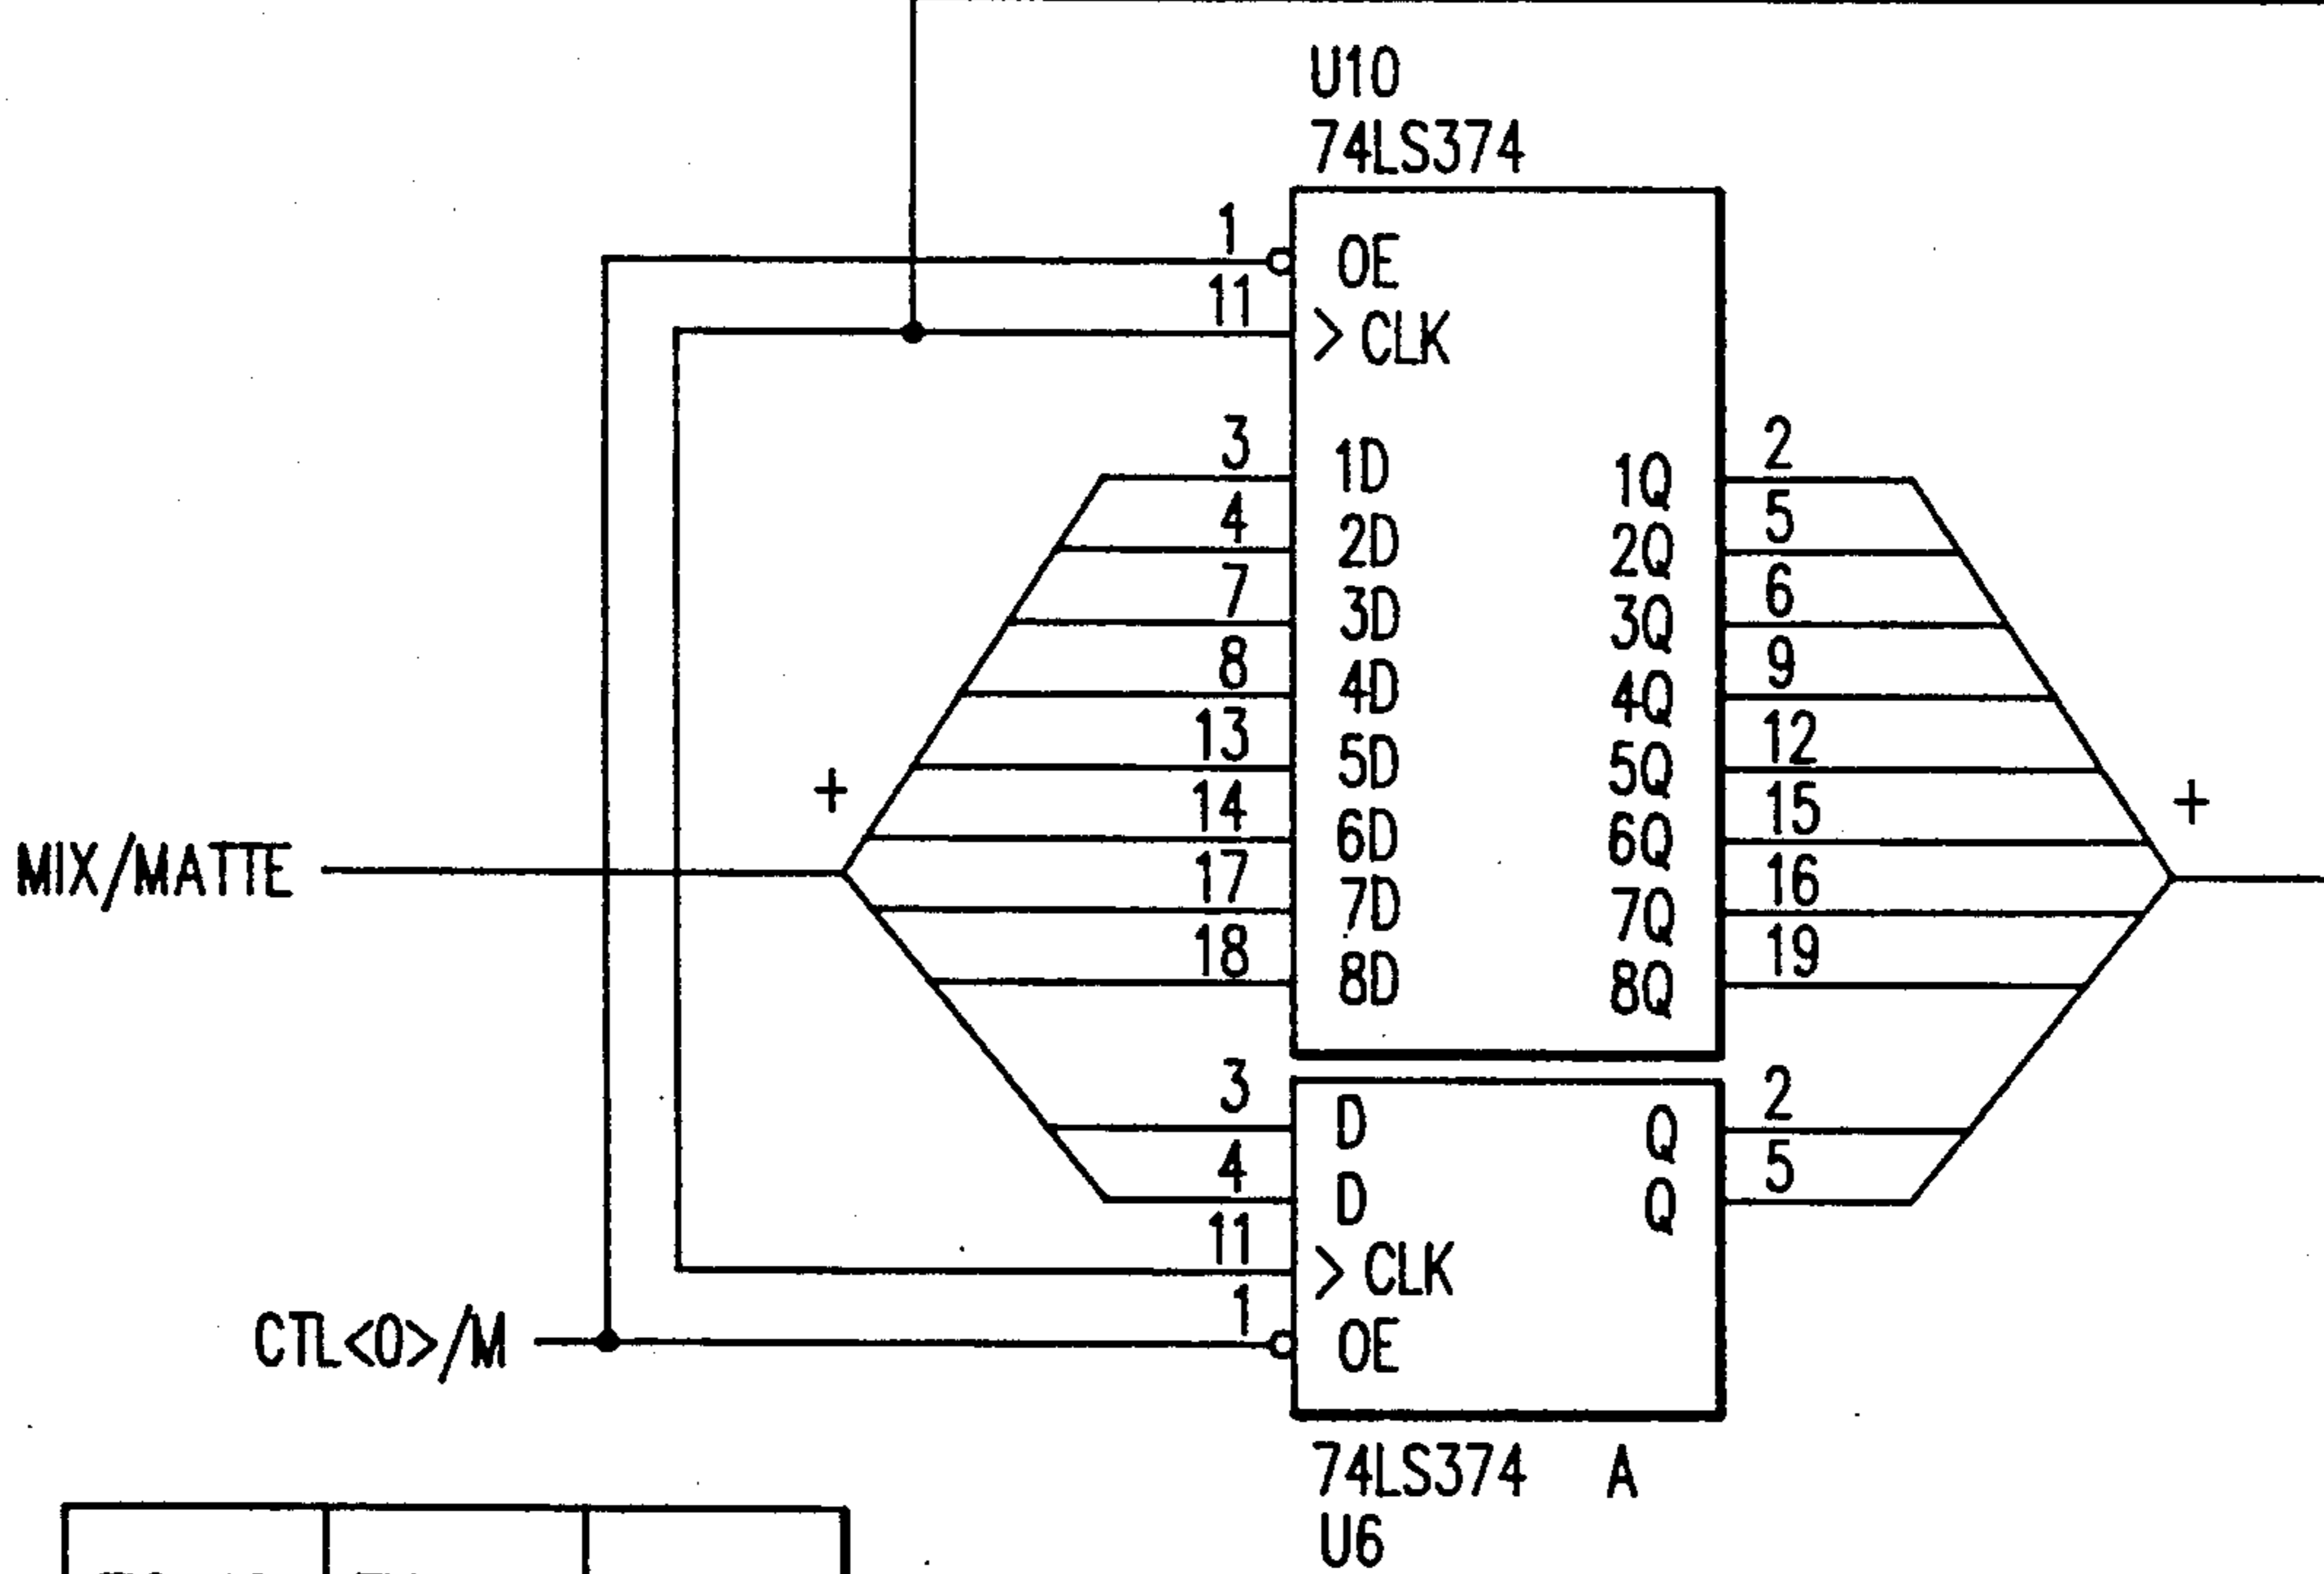 U10
74LS374
1
OE
11
>CLK
3
1D
1Q
2
4
2D
2Q
5
7
3D
3Q
6
8
4D
4Q
9
13
5D
5Q
12
14
6D
6Q
15
17
7D
7Q
16
18
8D
8Q
19
+
+
MIX/MATTE
3
D
Q
2
4
D
Q
5
11
>CLK
1
OE
CTL<0>/M
74LS374 A
U6